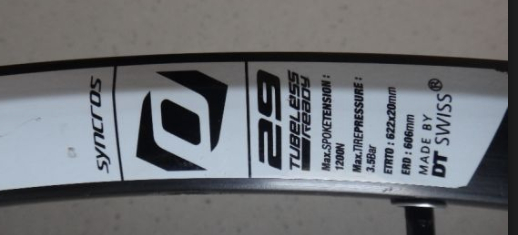 syncros
29
TUBELESS
READY
Max.SPOKETENSION:
1200N
Max.TIREPRESSURE:
3.5Bar
ETRTO : 622x20mm
ERD : 606mm
MADE BY
DT SWISS®